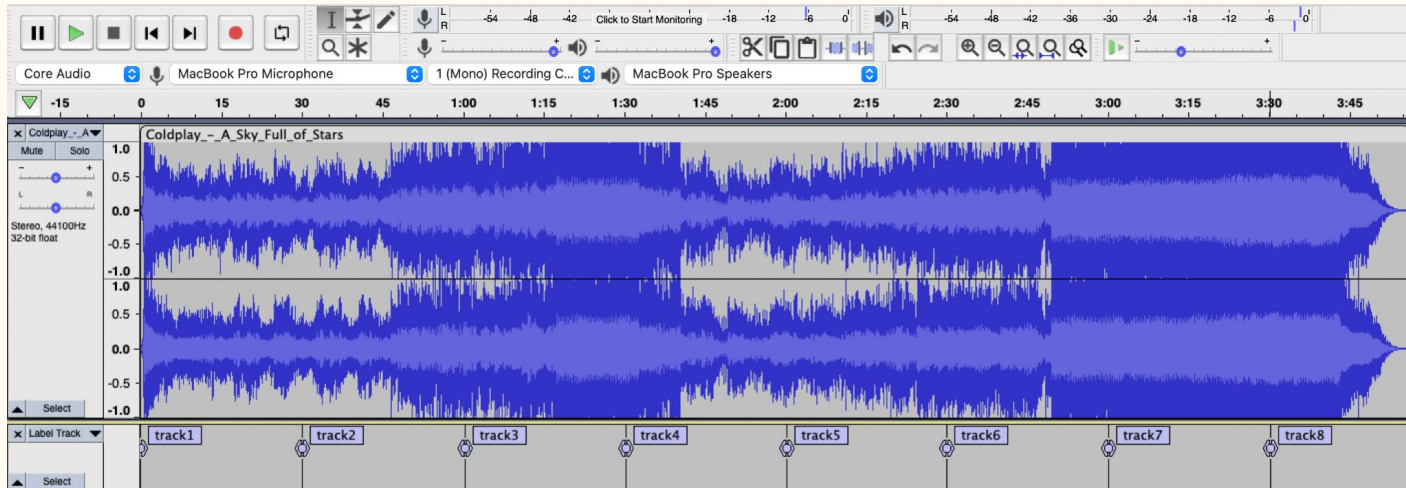 L
R
-54 -48 -42 Click to Start Monitoring -18 -12 -6 0
L
R
-54 -48 -42 -36 -30 -24 -18 -12 -6 0
- +
- +
- +
Core Audio MacBook Pro Microphone 1 (Mono) Recording C... MacBook Pro Speakers
-15 0 15 30 45 1:00 1:15 1:30 1:45 2:00 2:15 2:30 2:45 3:00 3:15 3:30 3:45
x Coldplay_-_A Coldplay_-_A_Sky_Full_of_Stars
Mute Solo
- +
L R
Stereo, 44100Hz
32-bit float
Select
1.0
0.5
0.0
-0.5
-1.0
1.0
0.5
0.0
-0.5
-1.0
x Label Track track1 track2 track3 track4 track5 track6 track7 track8
Select